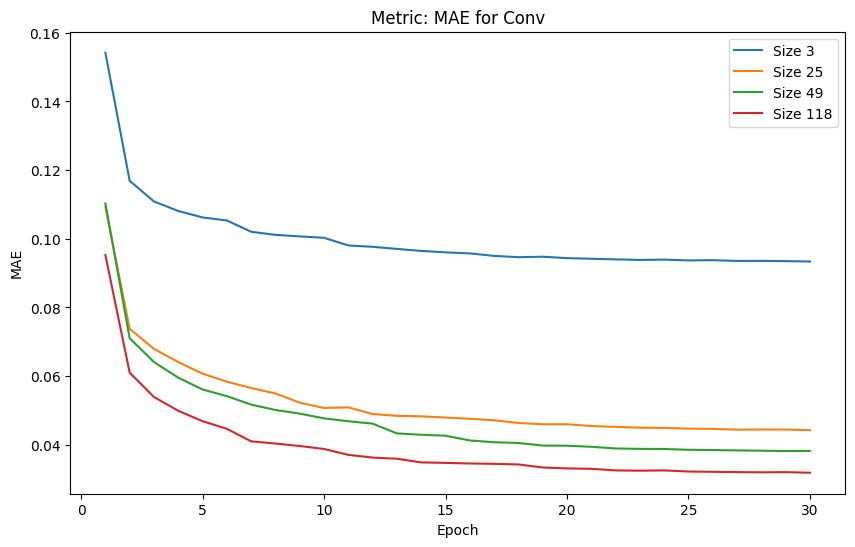 Metric: MAE for Conv
0.16
0.14
0.12
0.10
0.08
0.06
0.04
MAE
Size 3
Size 25
Size 49
Size 118
0 5 10 15 20 25 30
Epoch